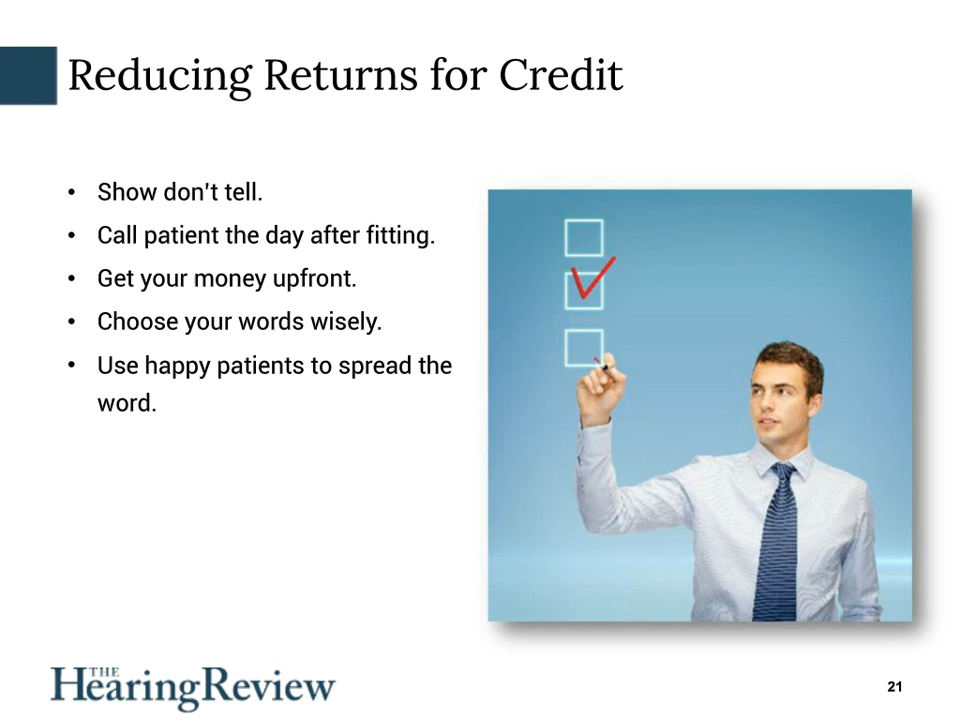 Reducing Returns for Credit
• Show don't tell.
• Call patient the day after fitting.
• Get your money upfront.
• Choose your words wisely.
• Use happy patients to spread the
word.
THE
HearingReview
21